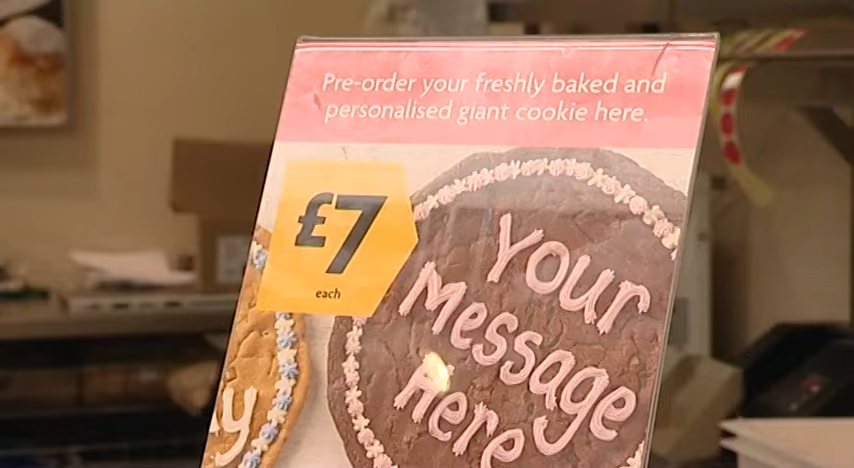 Pre-order your freshly baked and
personalised giant cookie here.
£7
each
Your
Message
Here
y